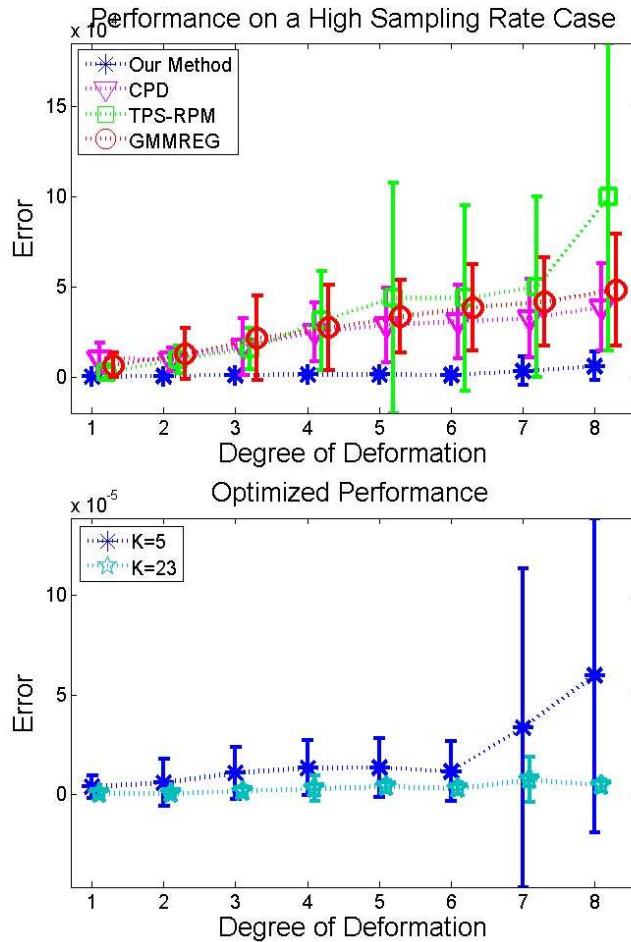 Performance on a High Sampling Rate Case
x 10
Our Method
CPD
TPS-RPM
GMMREG
15
10
5
0
Error
1 2 3 4 5 6 7 8
Degree of Deformation
Optimized Performance
x 10-5
K=5
K=23
10
5
0
Error
1 2 3 4 5 6 7 8
Degree of Deformation